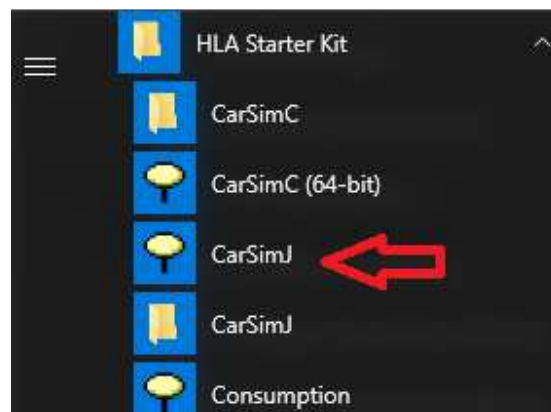 HLA Starter Kit
CarSimC
CarSimC (64-bit)
CarSimJ
CarSimJ
Consumption